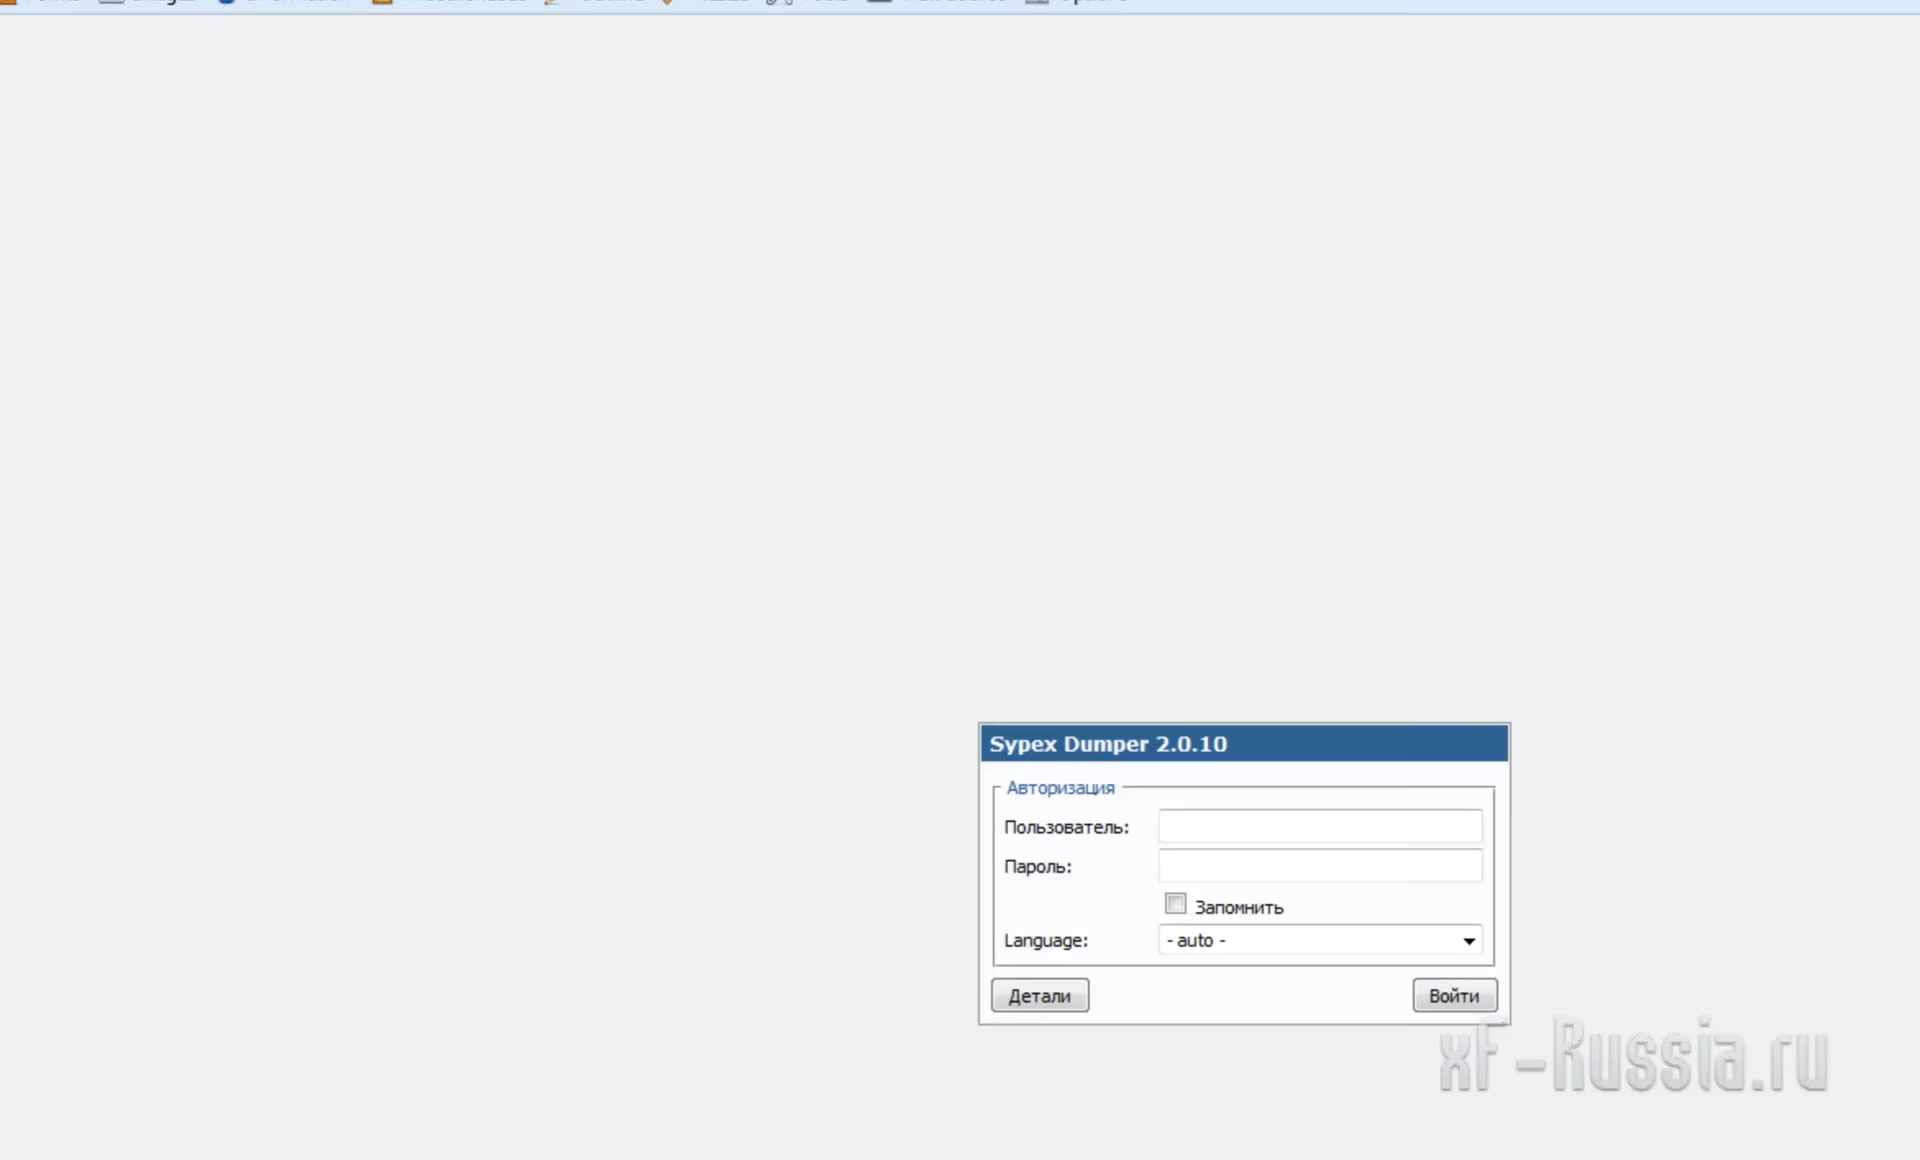 Sypex Dumper 2.0.10
Авторизация
Пользователь:
Пароль:
Запомнить
Language: - auto -
Детали Войти
xF-Russia.ru